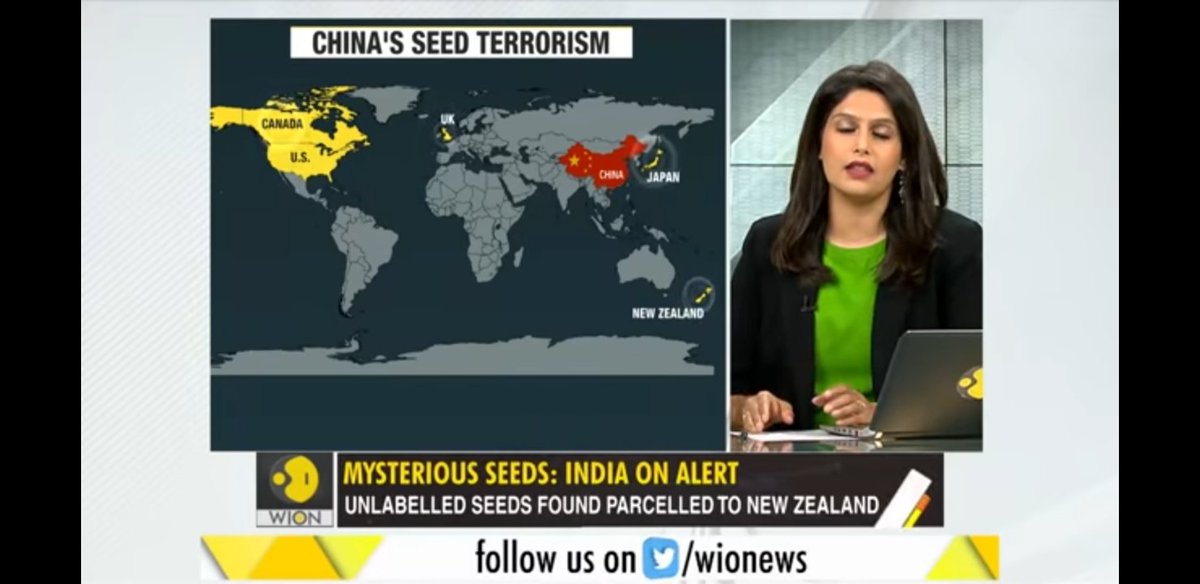 CHINA'S SEED TERRORISM
CANADA
UK
U.S.
CHINA
JAPAN
NEW ZEALAND
MYSTERIOUS SEEDS: INDIA ON ALERT
UNLABELLED SEEDS FOUND PARCELLED TO NEW ZEALAND
WION
follow us on /wionews